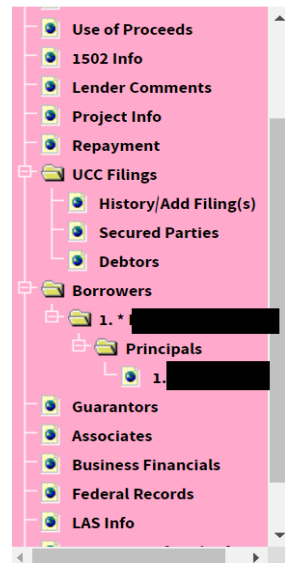 Use of Proceeds
1502 Info
Lender Comments
Project Info
Repayment
UCC Filings
History/Add Filing(s)
Secured Parties
Debtors
Borrowers
1. *
Principals
1.
Guarantors
Associates
Business Financials
Federal Records
LAS Info